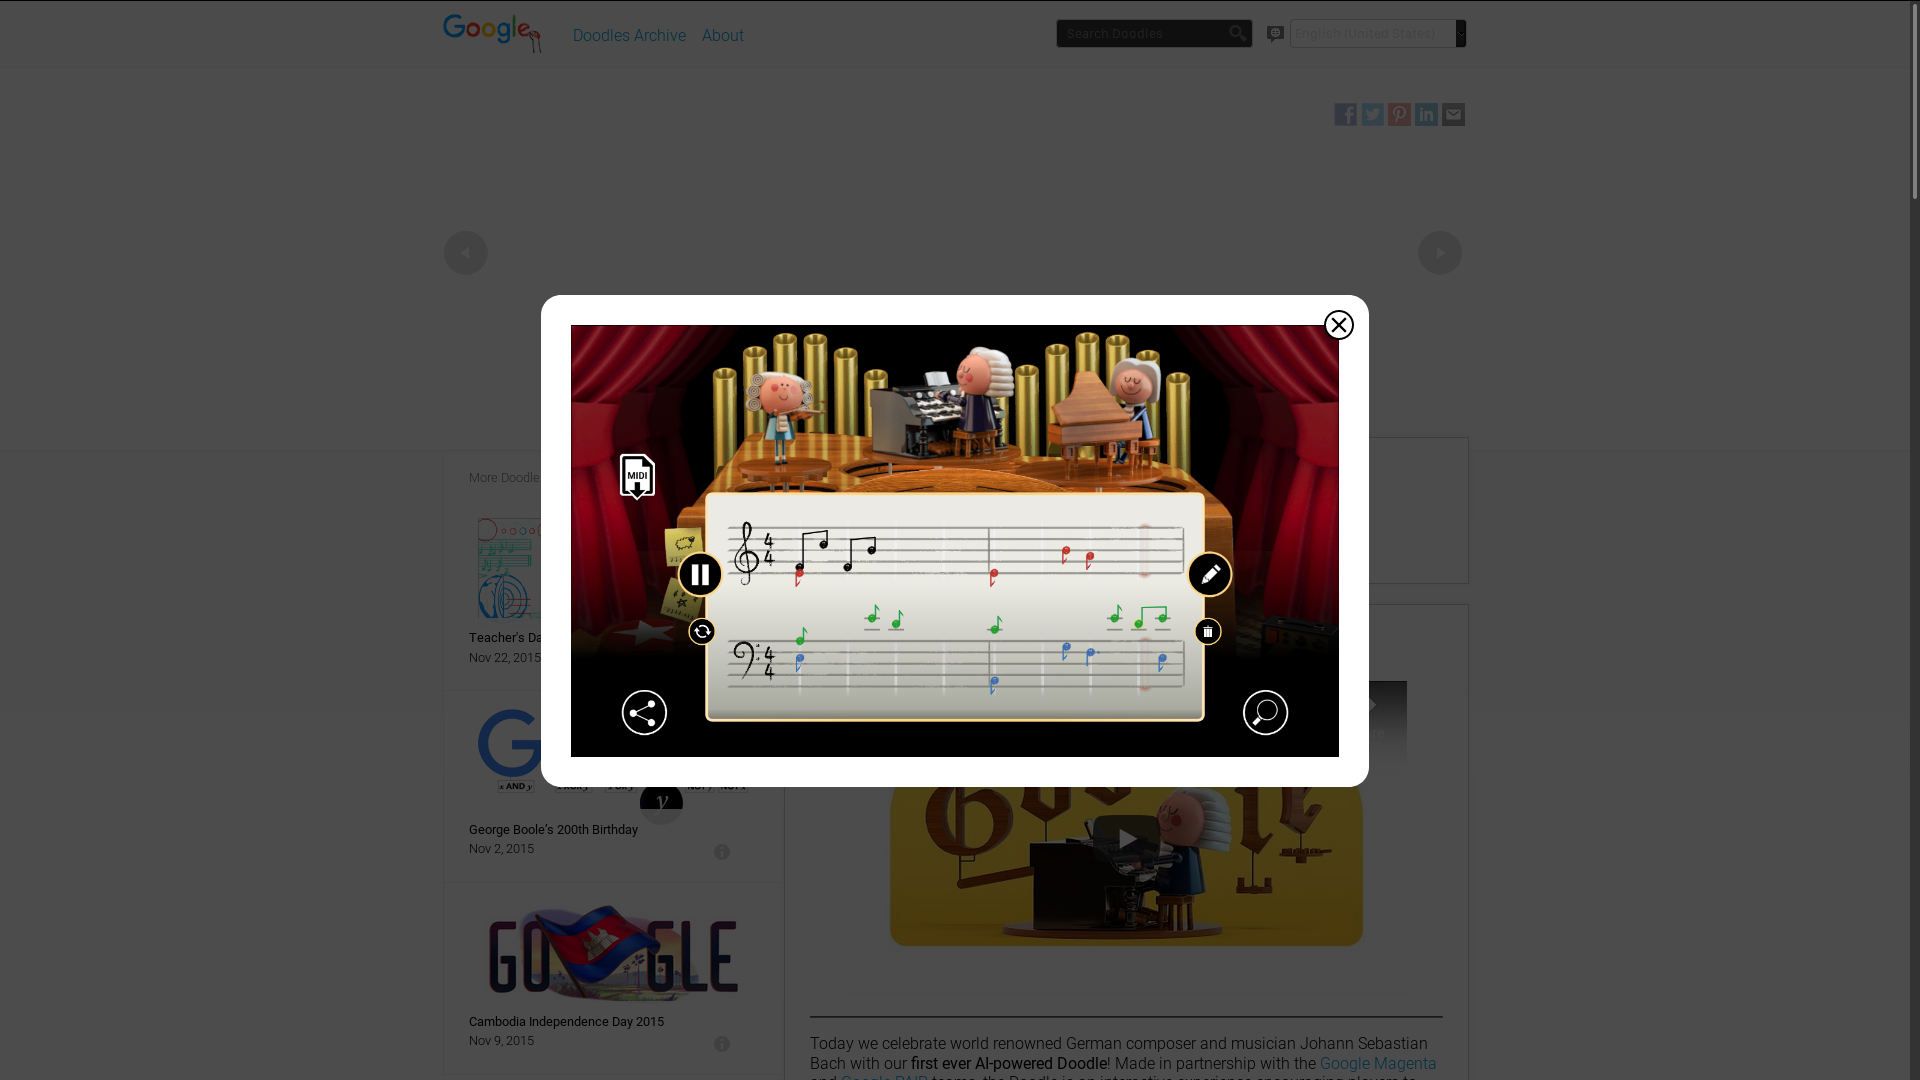 Google
Doodles Archive
About
Search Doodles
English (United States)
More Doodle
MIDI
Teacher's Da
Nov 22, 2015
x AND y
y
George Boole's 200th Birthday
Nov 2, 2015
GOOGLE
Cambodia Independence Day 2015
Nov 9, 2015
Today we celebrate world renowned German composer and musician Johann Sebastian
Bach with our first ever AI-powered Doodle! Made in partnership with the Google Magenta